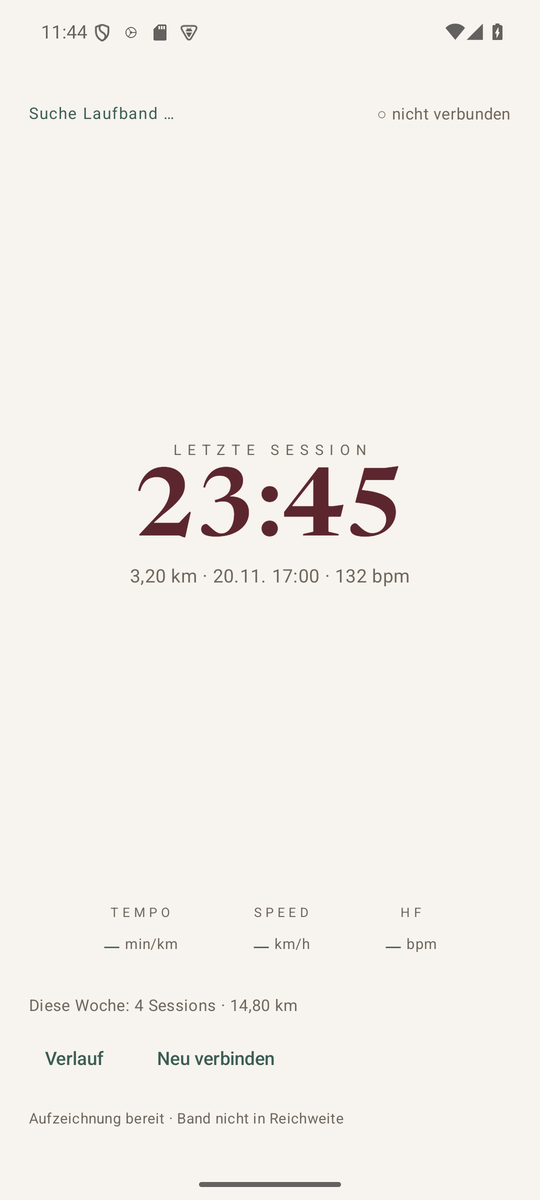 11:44
Suche Laufband …
○ nicht verbunden
LETZTE SESSION
23:45
3,20 km · 20.11. 17:00 · 132 bpm
TEMPO SPEED HF
— min/km — km/h — bpm
Diese Woche: 4 Sessions · 14,80 km
Verlauf Neu verbinden
Aufzeichnung bereit · Band nicht in Reichweite